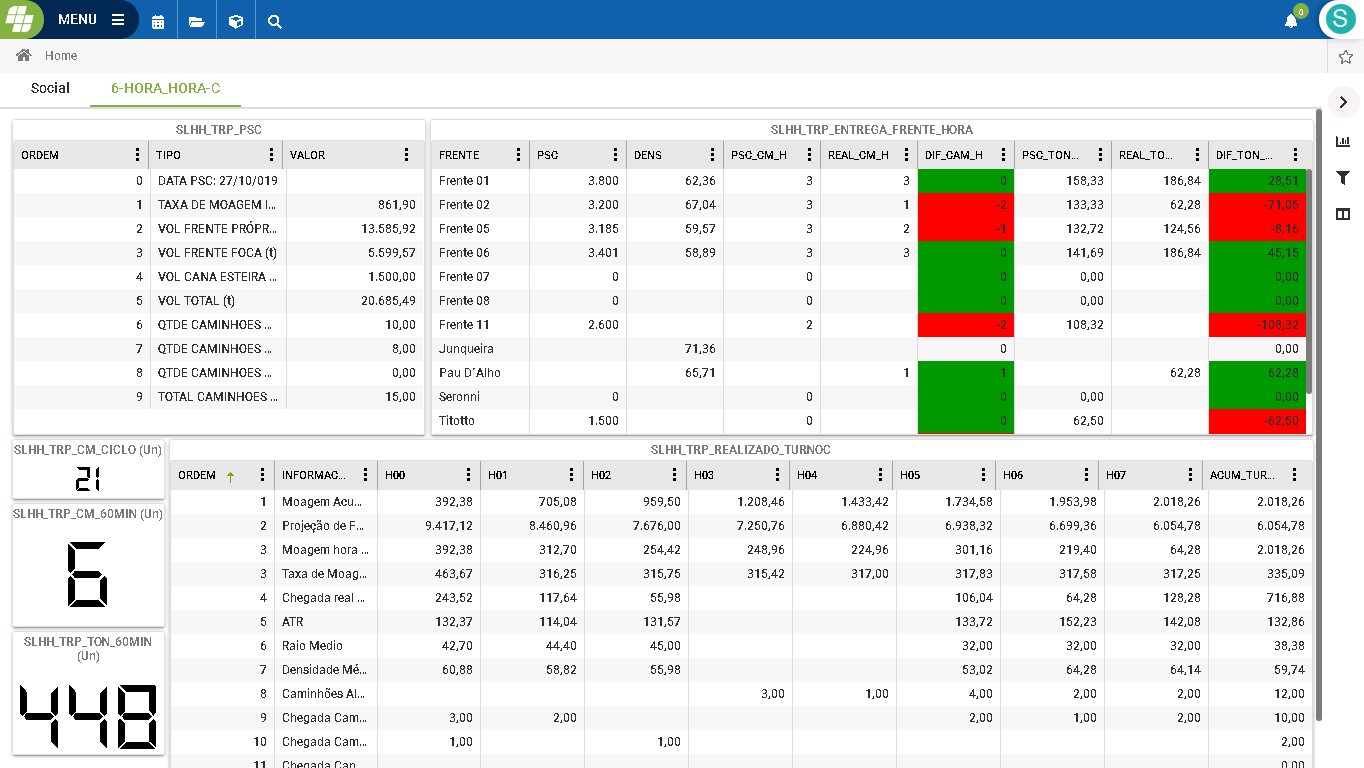 MENU
0
S
Home
Social 6-HORA_HORA-C
SLHH_TRP_PSC
ORDEM TIPO VALOR
0 DATA PSC: 27/10/019
1 TAXA DE MOAGEM I... 861,90
2 VOL FRENTE PRÓPR... 13.585,92
3 VOL FRENTE FOCA (t) 5.599,57
4 VOL CANA ESTEIRA ... 1.500,00
5 VOL TOTAL (t) 20.685,49
6 QTDE CAMINHOES ... 10,00
7 QTDE CAMINHOES ... 8,00
8 QTDE CAMINHOES ... 0,00
9 TOTAL CAMINHOES ... 15,00
SLHH_TRP_ENTREGA_FRENTE_HORA
FRENTE PSC DENS PSC_CM_H REAL_CM_H DIF_CAM_H PSC_TON... REAL_TO... DIF_TON_...
Frente 01 3.800 62,36 3 3 0 158,33 186,84 28,51
Frente 02 3.200 67,04 3 1 -2 133,33 62,28 -71,05
Frente 05 3.185 59,57 3 2 -1 132,72 124,56 -8,16
Frente 06 3.401 58,89 3 3 0 141,69 186,84 45,15
Frente 07 0 0 0 0,00 0,00
Frente 08 0 0 0 0,00 0,00
Frente 11 2.600 2 -2 108,32 -108,32
Junqueira 71,36 0 0,00
Pau D´Alho 65,71 1 1 62,28 62,28
Seronni 0 0 0 0,00 0,00
Titotto 1.500 0 0 62,50 -62,50
SLHH_TRP_CM_CICLO (Un)
21
SLHH_TRP_CM_60MIN (Un)
6
SLHH_TRP_TON_60MIN
(Un)
448
SLHH_TRP_REALIZADO_TURNOC
ORDEM INFORMAC... H00 H01 H02 H03 H04 H05 H06 H07 ACUM_TUR...
1 Moagem Acu... 392,38 705,08 959,50 1.208,46 1.433,42 1.734,58 1.953,98 2.018,26 2.018,26
2 Projeção de F... 9.417,12 8.460,96 7.676,00 7.250,76 6.880,42 6.938,32 6.699,36 6.054,78 6.054,78
3 Moagem hora ... 392,38 312,70 254,42 248,96 224,96 301,16 219,40 64,28 2.018,26
3 Taxa de Moag... 463,67 316,25 315,75 315,42 317,00 317,83 317,58 317,25 335,09
4 Chegada real ... 243,52 117,64 55,98 106,04 64,28 128,28 716,88
5 ATR 132,37 114,04 131,57 133,72 152,23 142,08 132,86
6 Raio Medio 42,70 44,40 45,00 32,00 32,00 32,00 38,38
7 Densidade Mé... 60,88 58,82 55,98 53,02 64,28 64,14 59,74
8 Caminhões Al... 3,00 1,00 4,00 2,00 2,00 12,00
9 Chegada Cam... 3,00 2,00 2,00 1,00 2,00 10,00
10 Chegada Cam... 1,00 1,00 2,00
11 Chegada Can... 0,00